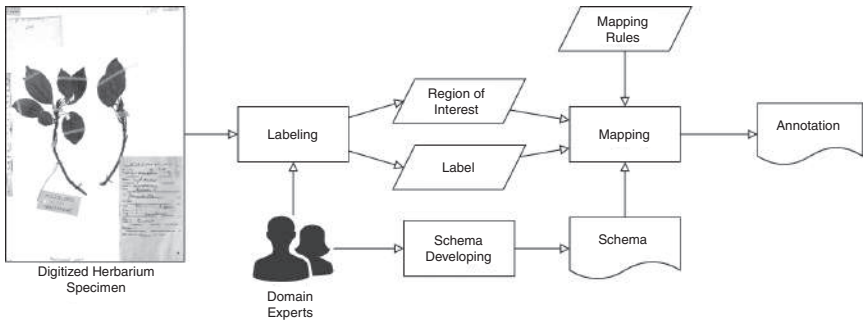 Mapping
Rules
Region of
Interest
Labeling
Mapping
Annotation
Label
Schema
Developing
Schema
Digitized Herbarium
Specimen
Domain
Experts